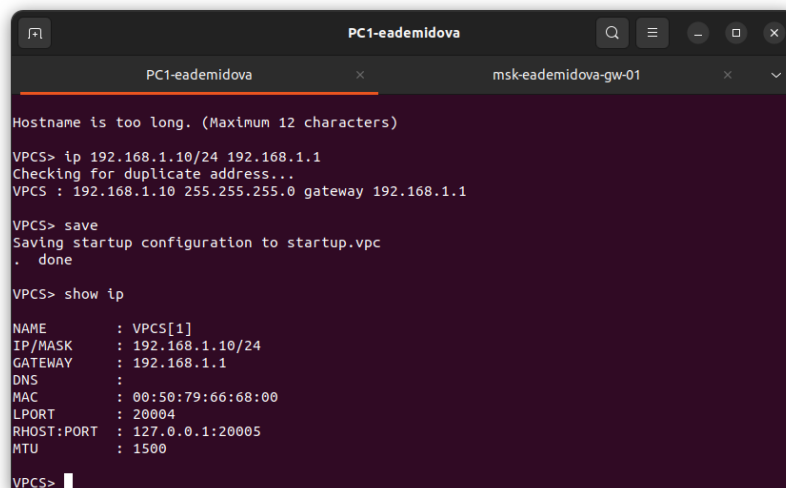 PC1-eademidova
PC1-eademidova
msk-eademidova-gw-01
Hostname is too long. (Maximum 12 characters)
VPCS> ip 192.168.1.10/24 192.168.1.1
Checking for duplicate address...
VPCS : 192.168.1.10 255.255.255.0 gateway 192.168.1.1
VPCS> save
Saving startup configuration to startup.vpc
.  done
VPCS> show ip
NAME        : VPCS[1]
IP/MASK     : 192.168.1.10/24
GATEWAY     : 192.168.1.1
DNS         :
MAC         : 00:50:79:66:68:00
LPORT       : 20004
RHOST:PORT  : 127.0.0.1:20005
MTU         : 1500
VPCS>